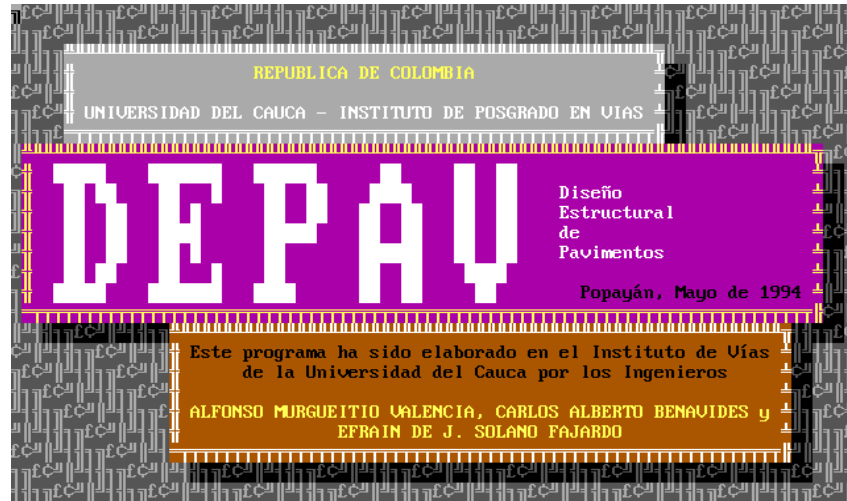 REPUBLICA DE COLOMBIA
UNIVERSIDAD DEL CAUCA - INSTITUTO DE POSGRADO EN VIAS
DEPAV
Diseño
Estructural
de
Pavimentos
Popayán, Mayo de 1994
Este programa ha sido elaborado en el Instituto de Vías
de la Universidad del Cauca por los Ingenieros
ALFONSO MURGUEITIO VALENCIA, CARLOS ALBERTO BENAVIDES y
EFRAIN DE J. SOLANO FAJARDO